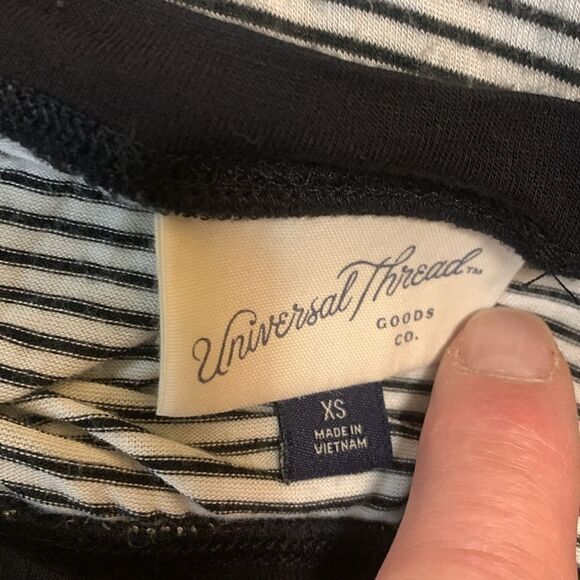 Universal Thread™
GOODS
CO.
XS
MADE IN
VIETNAM